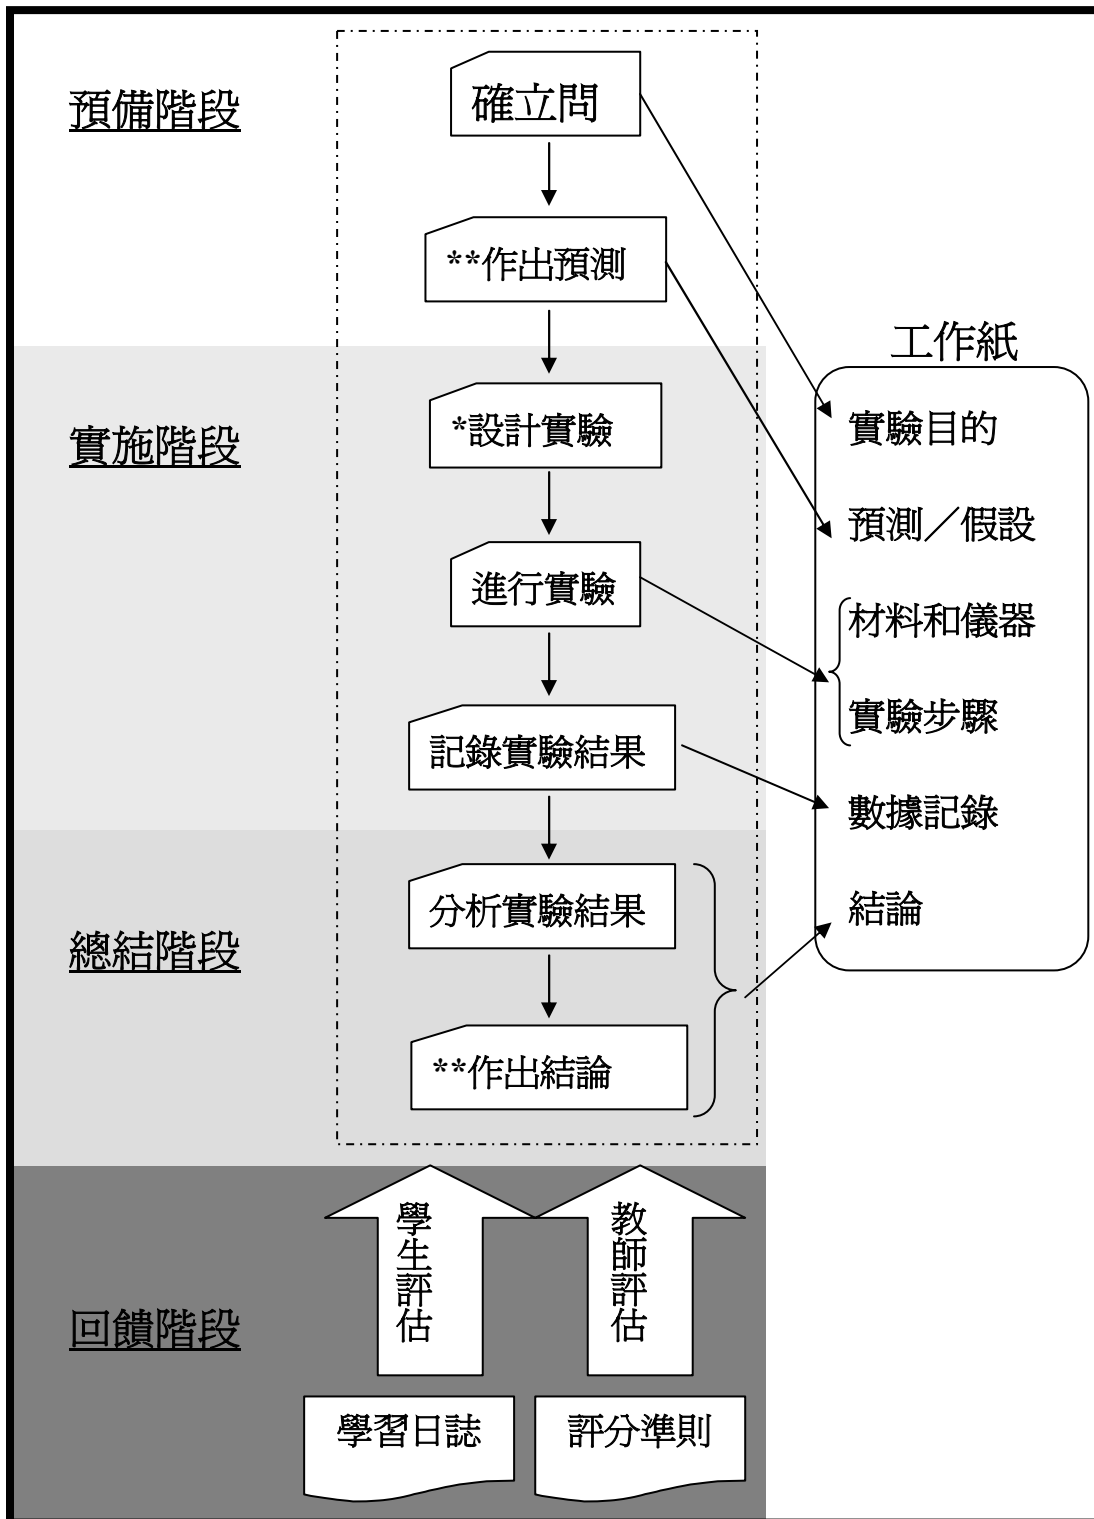 預備階段
確立問
**作出預測
實施階段
*設計實驗
進行實驗
記錄實驗結果
總結階段
分析實驗結果
**作出結論
工作紙
實驗目的
預測／假設
材料和儀器
實驗步驟
數據記錄
結論
回饋階段
學生評估
教師評估
學習日誌
評分準則